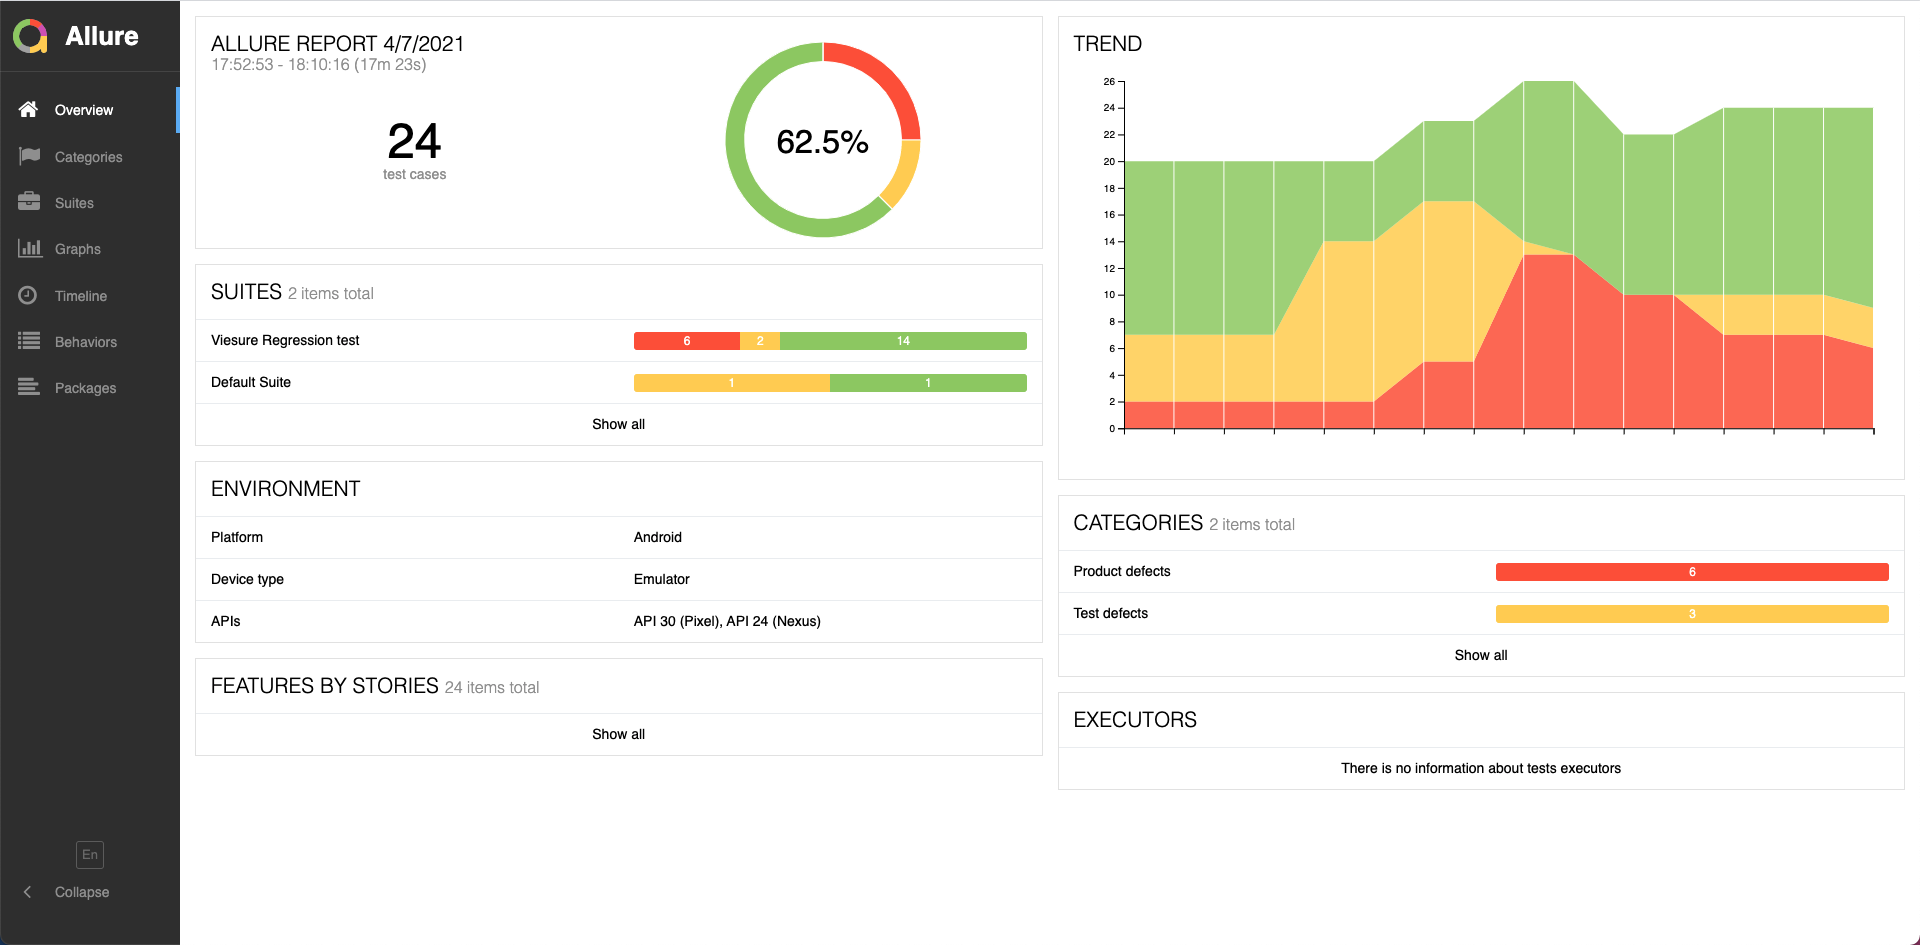 Allure
Overview
Categories
Suites
Graphs
Timeline
Behaviors
Packages
En
Collapse
ALLURE REPORT 4/7/2021
17:52:53 - 18:10:16 (17m 23s)
24
test cases
62.5%
SUITES 2 items total
Viesure Regression test 6 2 14
Default Suite 1 1
Show all
ENVIRONMENT
Platform Android
Device type Emulator
APIs API 30 (Pixel), API 24 (Nexus)
FEATURES BY STORIES 24 items total
Show all
TREND
26
24
22
20
18
16
14
12
10
8
6
4
2
0
CATEGORIES 2 items total
Product defects 6
Test defects 3
Show all
EXECUTORS
There is no information about tests executors